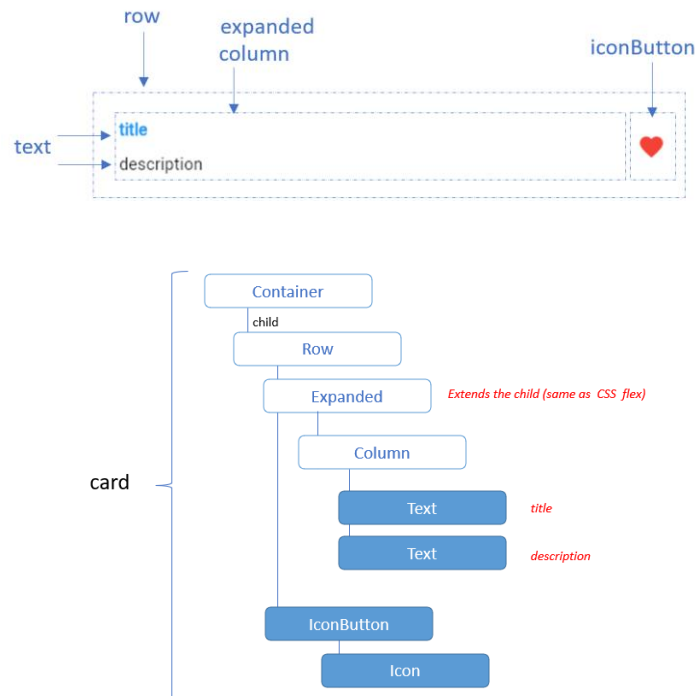 row
expanded
column
iconButton
text
title
description
Container
child
Row
Expanded
Extends the child (same as CSS flex)
Column
card
Text
title
Text
description
IconButton
Icon